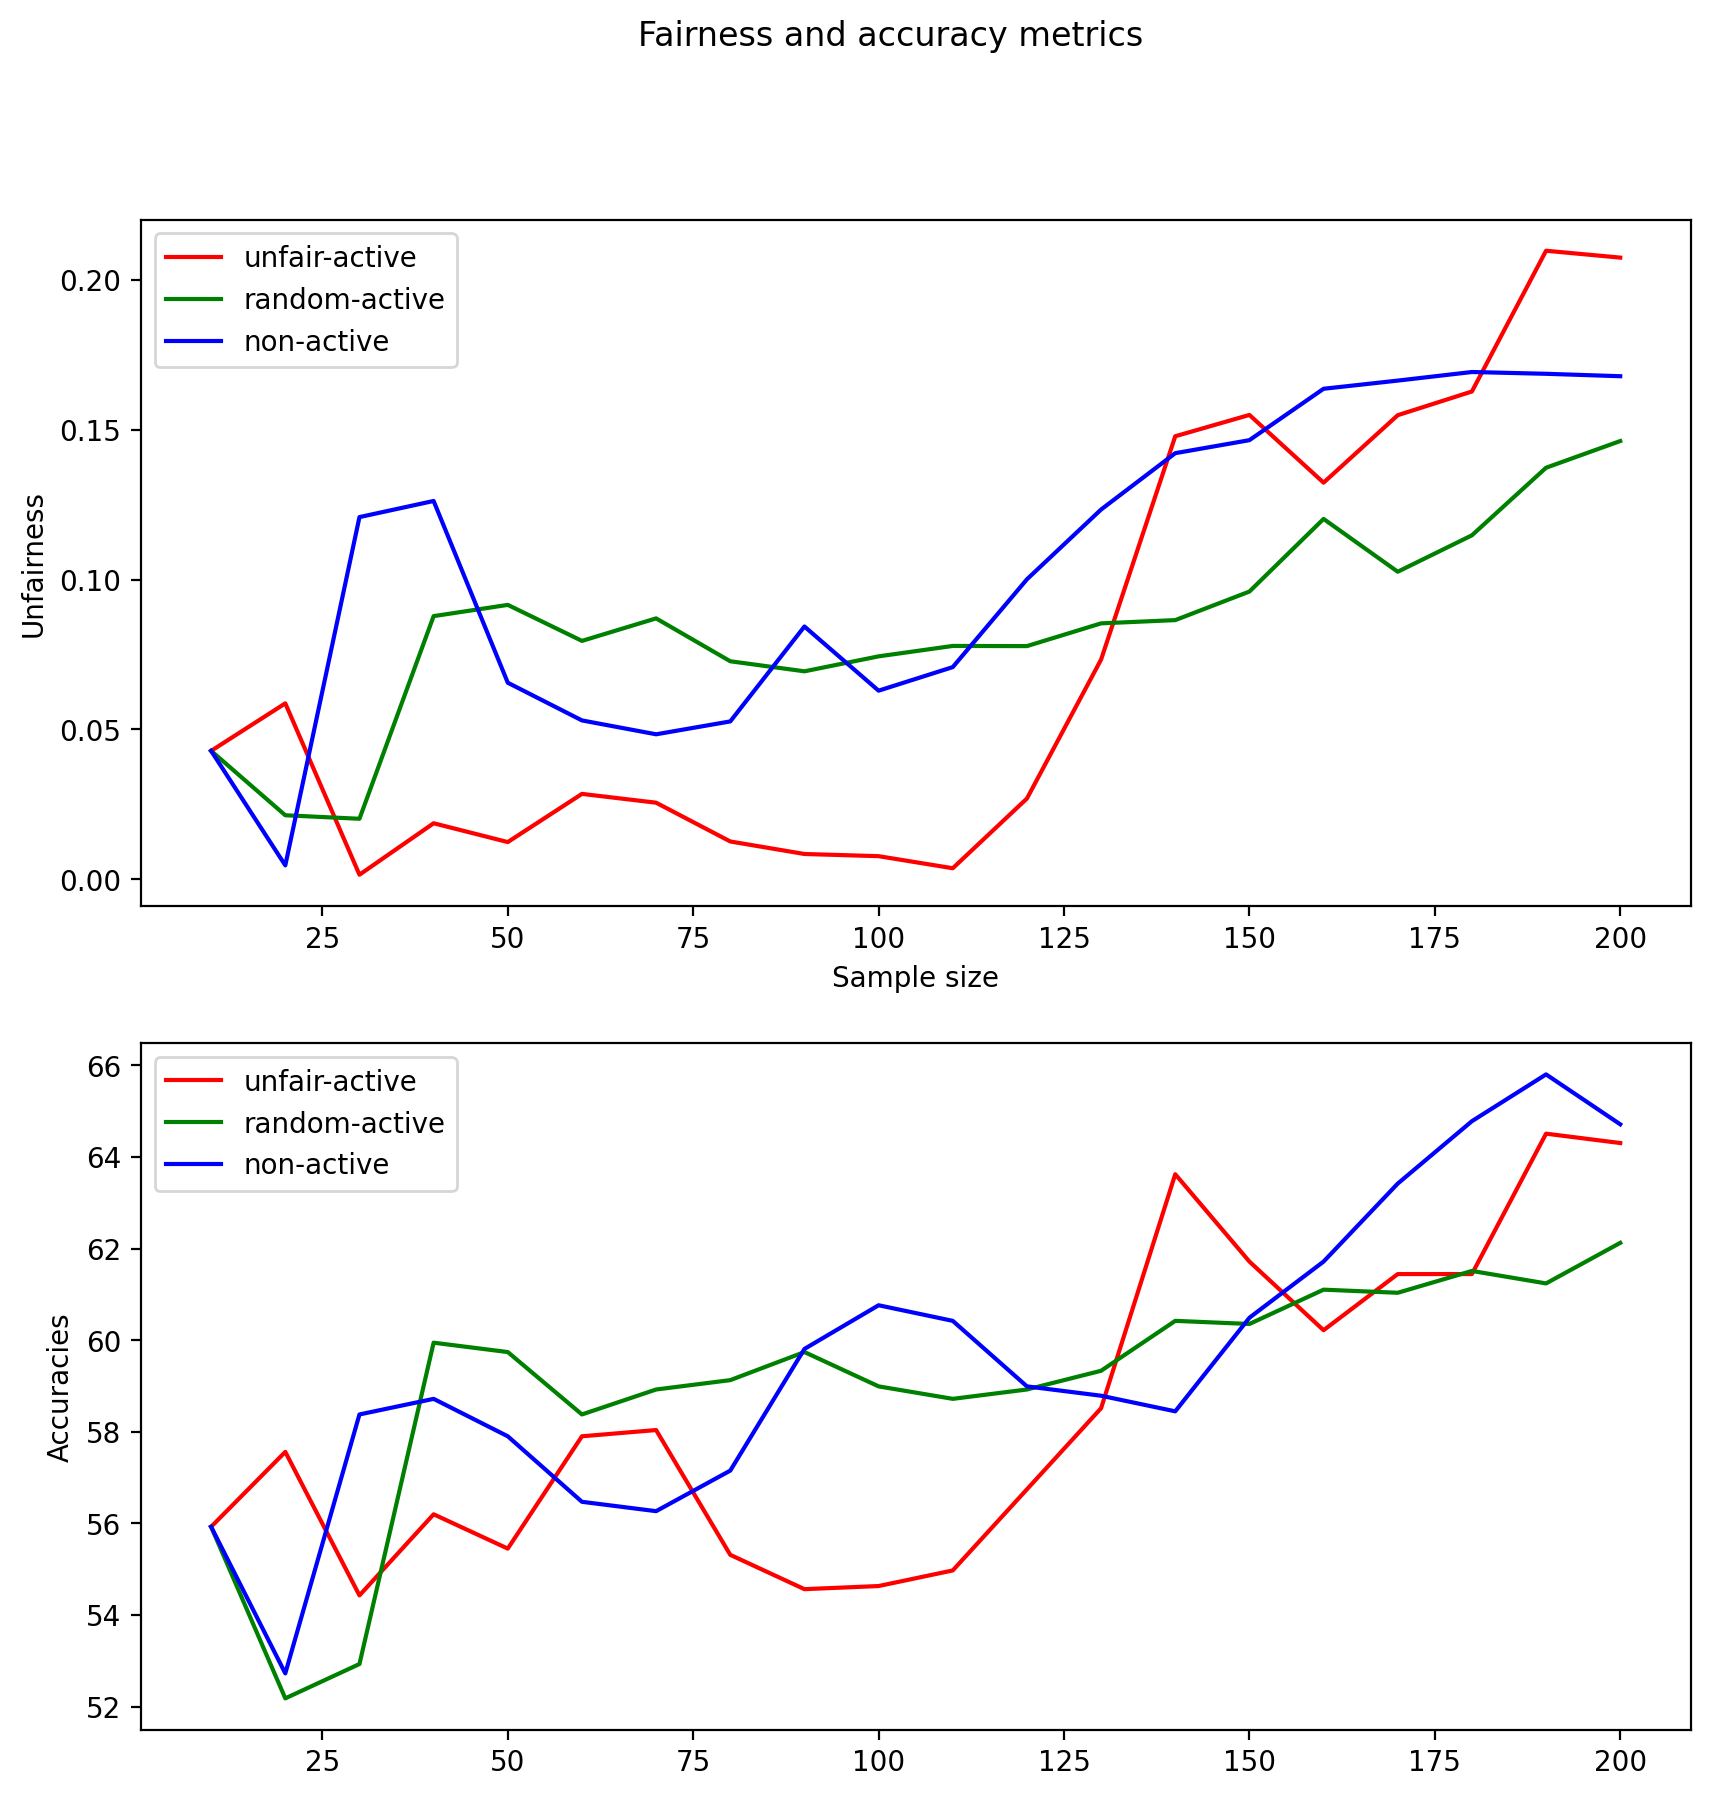 Fairness and accuracy metrics
unfair-active
random-active
non-active
0.20
0.15
0.10
0.05
0.00
Unfairness
25 50 75 100 125 150 175 200
Sample size
unfair-active
random-active
non-active
66
64
62
60
58
56
54
52
Accuracies
25 50 75 100 125 150 175 200